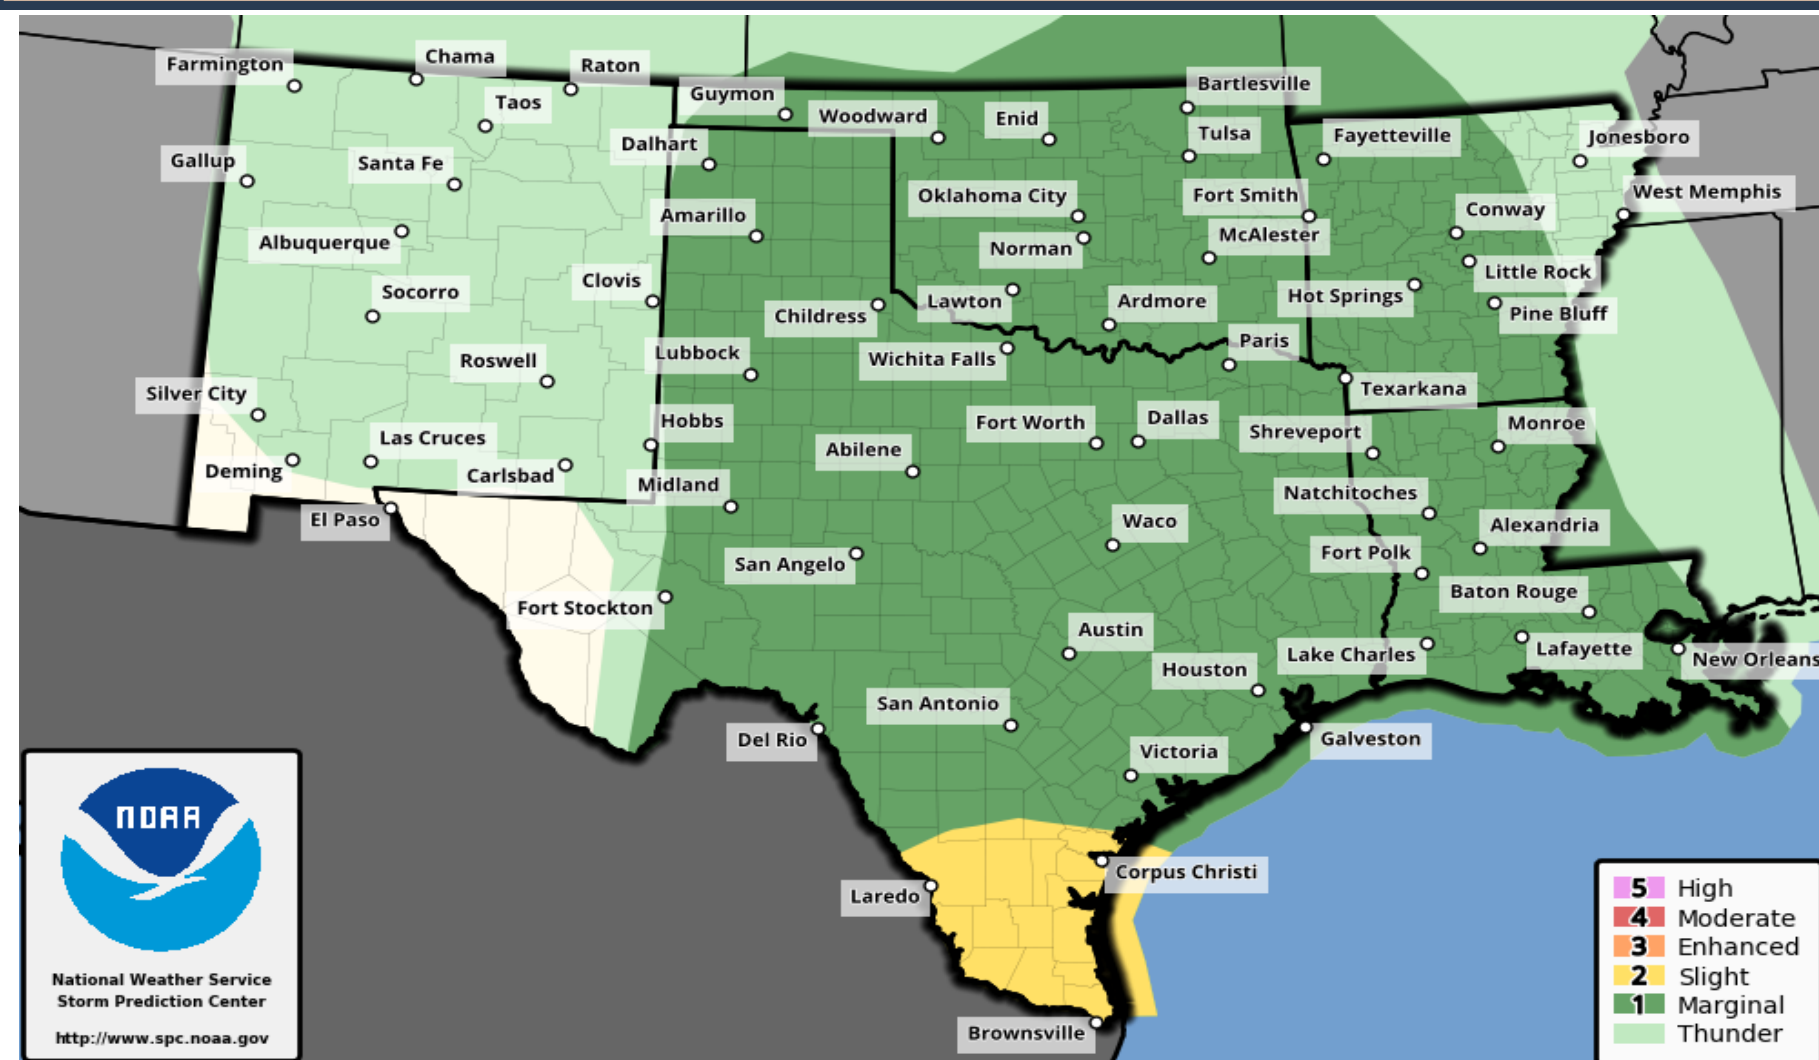 Farmington
Chama
Raton
Taos
Guymon
Woodward
Enid
Bartlesville
Tulsa
Fayetteville
Jonesboro
Gallup
Santa Fe
Dalhart
Oklahoma City
Fort Smith
Conway
West Memphis
Albuquerque
Amarillo
Norman
McAlester
Little Rock
Socorro
Clovis
Childress
Lawton
Ardmore
Hot Springs
Pine Bluff
Roswell
Lubbock
Wichita Falls
Paris
Texarkana
Silver City
Las Cruces
Hobbs
Abilene
Fort Worth
Dallas
Shreveport
Monroe
Deming
Carlsbad
Midland
Natchitoches
El Paso
San Angelo
Waco
Fort Polk
Alexandria
Fort Stockton
Baton Rouge
Austin
Houston
Lake Charles
Lafayette
New Orleans
Del Rio
San Antonio
Victoria
Galveston
Laredo
Corpus Christi
Brownsville
NOAA
National Weather Service
Storm Prediction Center
http://www.spc.noaa.gov
5 High
4 Moderate
3 Enhanced
2 Slight
1 Marginal
Thunder